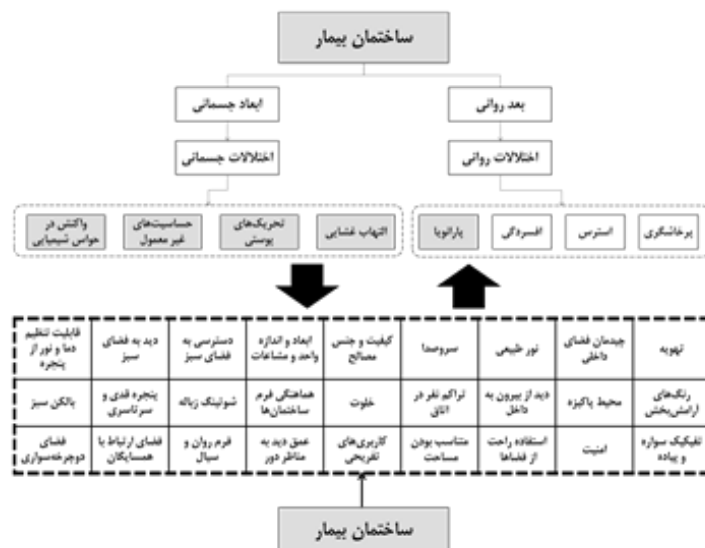 ساختمان بیمار
بعد روانی
ابعاد جسمانی
اختلالات روانی
اختلالات جسمانی
پرخاشگری
استرس
افسردگی
پارانویا
التهاب غشایی
تحریک‌های
پوستی
حساسیت‌های
غیر معمول
واکنش در
حواس شیمیایی
تهویه
چیدمان فضای
داخلی
نور طبیعی
سروصدا
کیفیت و جنس
مصالح
ابعاد و اندازه
واحد و مشاعات
دسترسی به
فضای سبز
دید به فضای
سبز
قابلیت تنظیم
دما و نور از
پنجره
رنگ‌های
آرامش‌بخش
محیط پاکیزه
دید از بیرون به
داخل
تراکم نفر در
اتاق
خلوت
هماهنگی فرم
ساختمان‌ها
شوتینگ زباله
پنجره قدی و
سرتاسری
بالکن سبز
تفکیک سواره
و پیاده
امنیت
استفاده راحت
از فضاها
متناسب بودن
مساحت
کاربری‌های
تفریحی
عمق دید به
مناظر دور
فرم روان و
سیال
فضای ارتباط با
همسایگان
فضای
دوچرخه‌سواری
ساختمان بیمار